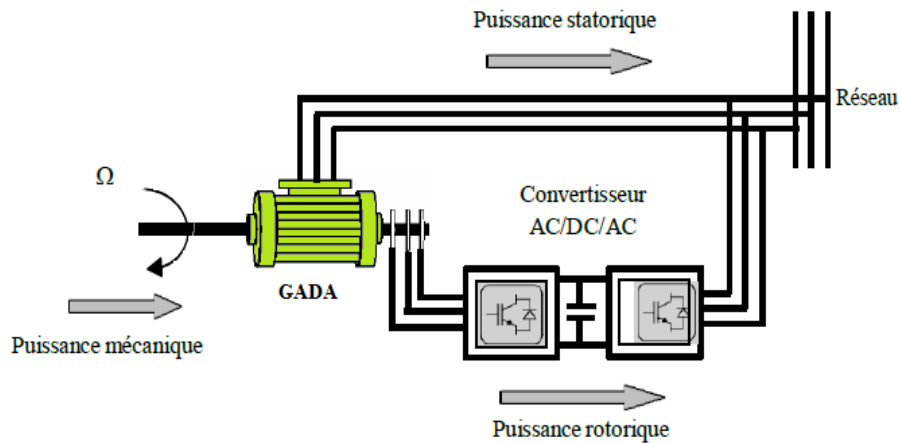 Puissance statorique
Réseau
Ω
Convertisseur
AC/DC/AC
GADA
Puissance mécanique
Puissance rotorique